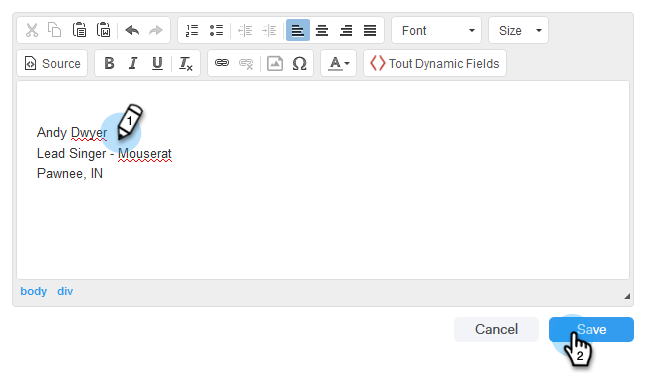 Font
Size
Source
B I U Tx
Ω A
Tout Dynamic Fields
1
Andy Dwyer
Lead Singer - Mouserat
Pawnee, IN
body div
Cancel
Save
2